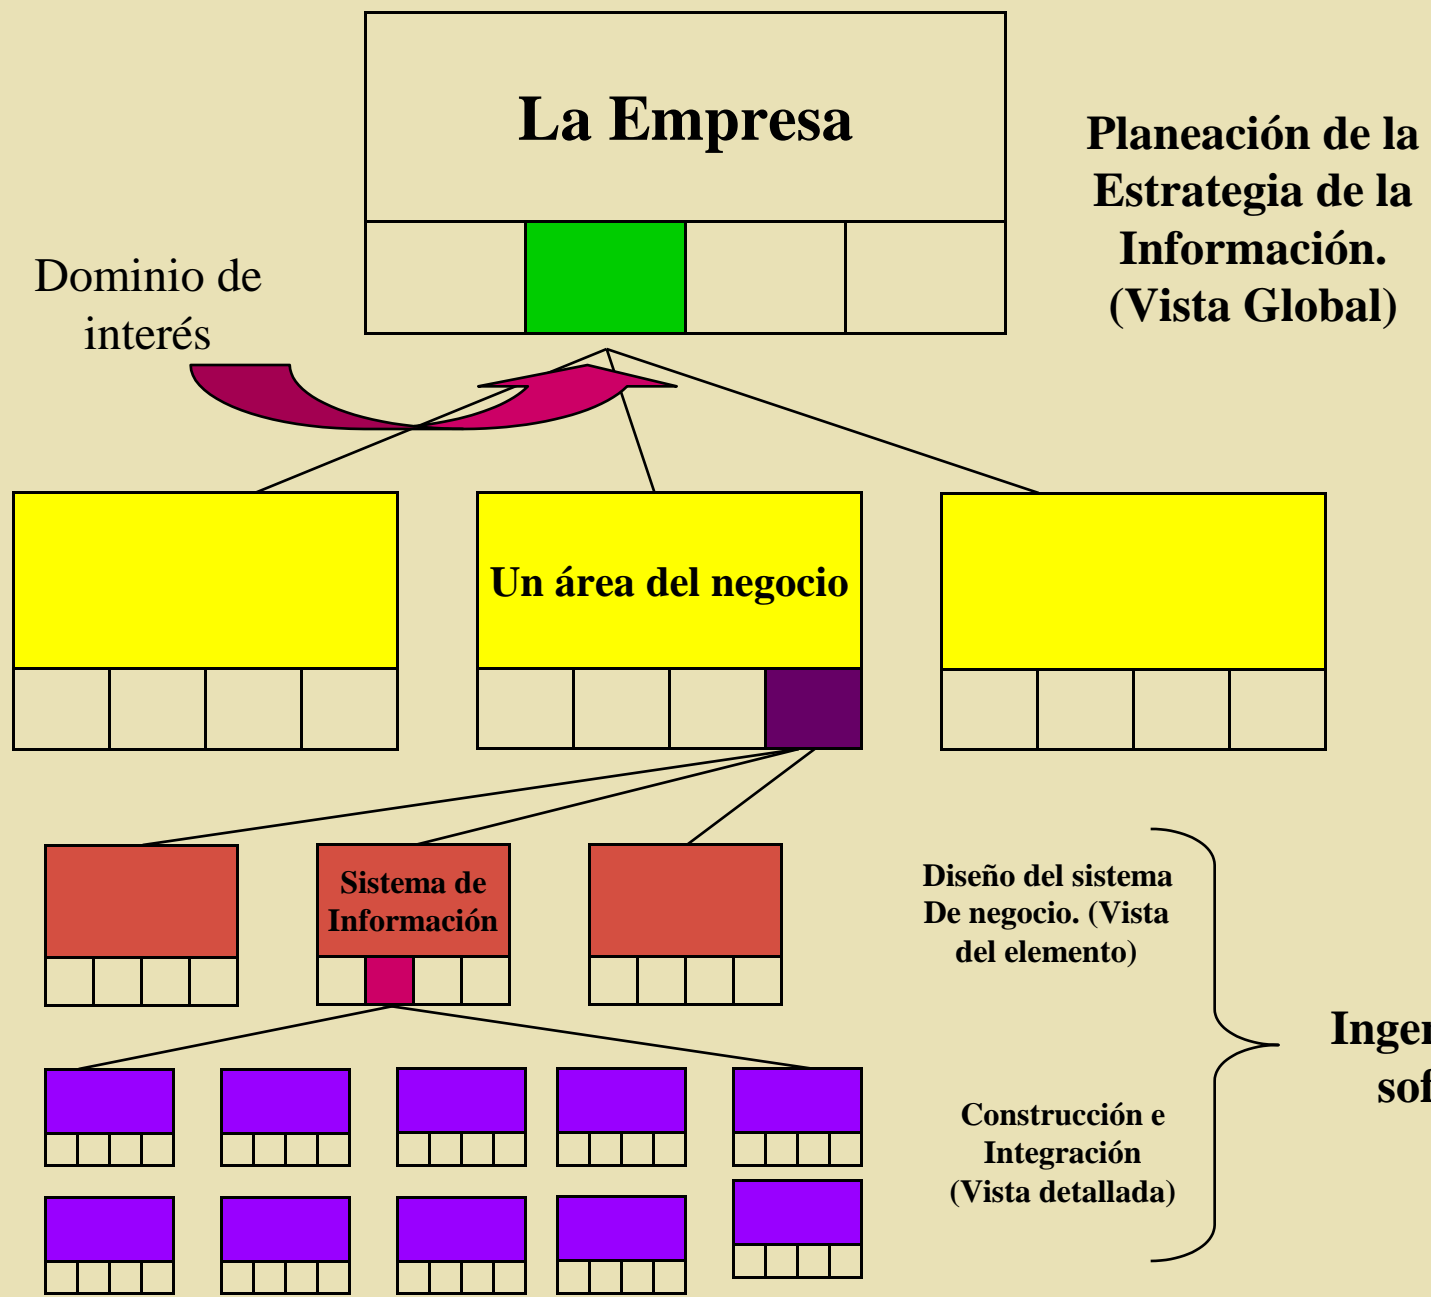 La Empresa
Planeación de la
Estrategia de la
Información.
(Vista Global)
Dominio de
interés
Un área del negocio
Sistema de
Información
Diseño del sistema
De negocio. (Vista
del elemento)
Construcción e
Integración
(Vista detallada)